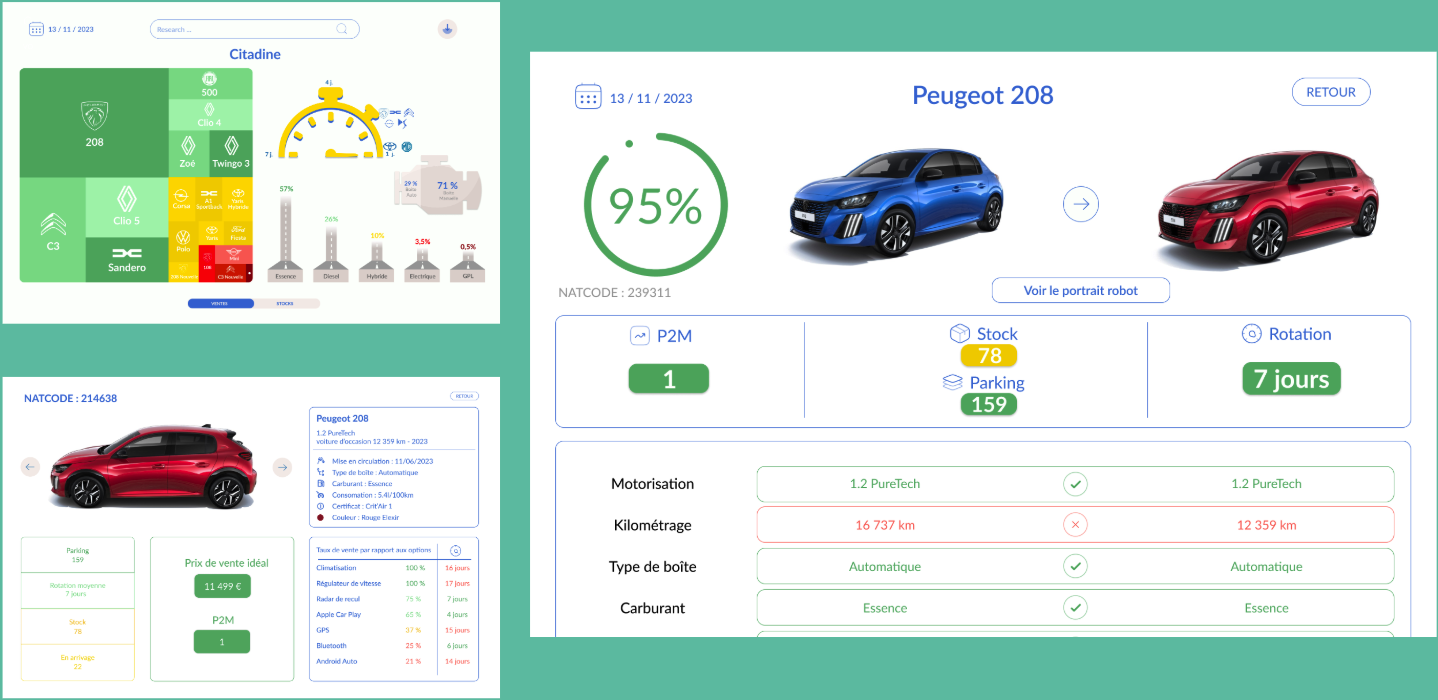 13 / 11 / 2023
Research ...
Citadine
208
500
Clio 4
Zoé
Twingo 3
C3
Clio 5
Sandero
Corsa
A3 Sportback
Yaris Hybride
Polo
Yaris
Fiesta
Mini
C3 Nouvelle
4 j.
7 j.
1 j.
29 %
Boite
Auto
71 %
Boite
Manuelle
57%
26%
10%
3,5%
0,5%
Essence
Diesel
Hybride
Electrique
GPL
VENTES
STOCKS
NATCODE : 214638
RETOUR
Peugeot 208
1.2 PureTech
voiture d'occasion 12 359 km - 2023
Mise en circulation : 11/06/2023
Type de boîte : Automatique
Carburant : Essence
Consomation : 5.4l/100km
Certificat : Crit'Air 1
Couleur : Rouge Elexir
Parking
159
Rotation moyenne
7 jours
Stock
78
En arrivage
22
Prix de vente idéal
11 499 €
P2M
1
Taux de vente par rapport aux options
Climatisation 100 % 16 jours
Régulateur de vitesse 100 % 17 jours
Radar de recul 75 % 7 jours
Apple Car Play 65 % 4 jours
GPS 37 % 15 jours
Bluetooth 25 % 6 jours
Android Auto 21 % 14 jours
13 / 11 / 2023
Peugeot 208
RETOUR
95%
NATCODE : 239311
Voir le portrait robot
P2M
1
Stock
78
Parking
159
Rotation
7 jours
Motorisation 1.2 PureTech 1.2 PureTech
Kilométrage 16 737 km 12 359 km
Type de boîte Automatique Automatique
Carburant Essence Essence